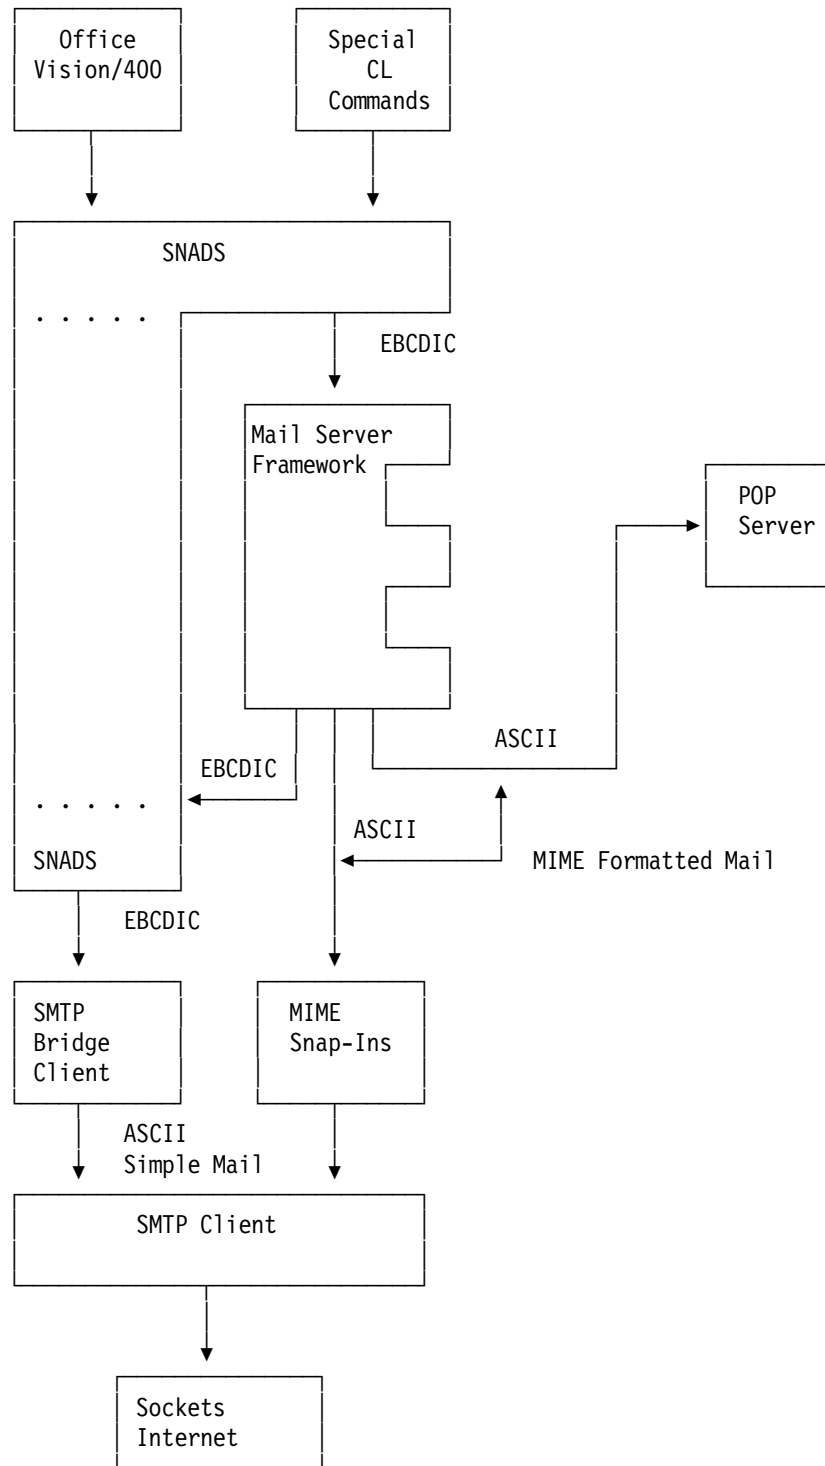 Office
Vision/400
Special
CL
Commands
SNADS
. . . . .
EBCDIC
Mail Server
Framework
POP
Server
ASCII
EBCDIC
. . . . .
ASCII
SNADS
MIME Formatted Mail
EBCDIC
SMTP
Bridge
Client
MIME
Snap-Ins
ASCII
Simple Mail
SMTP Client
Sockets
Internet